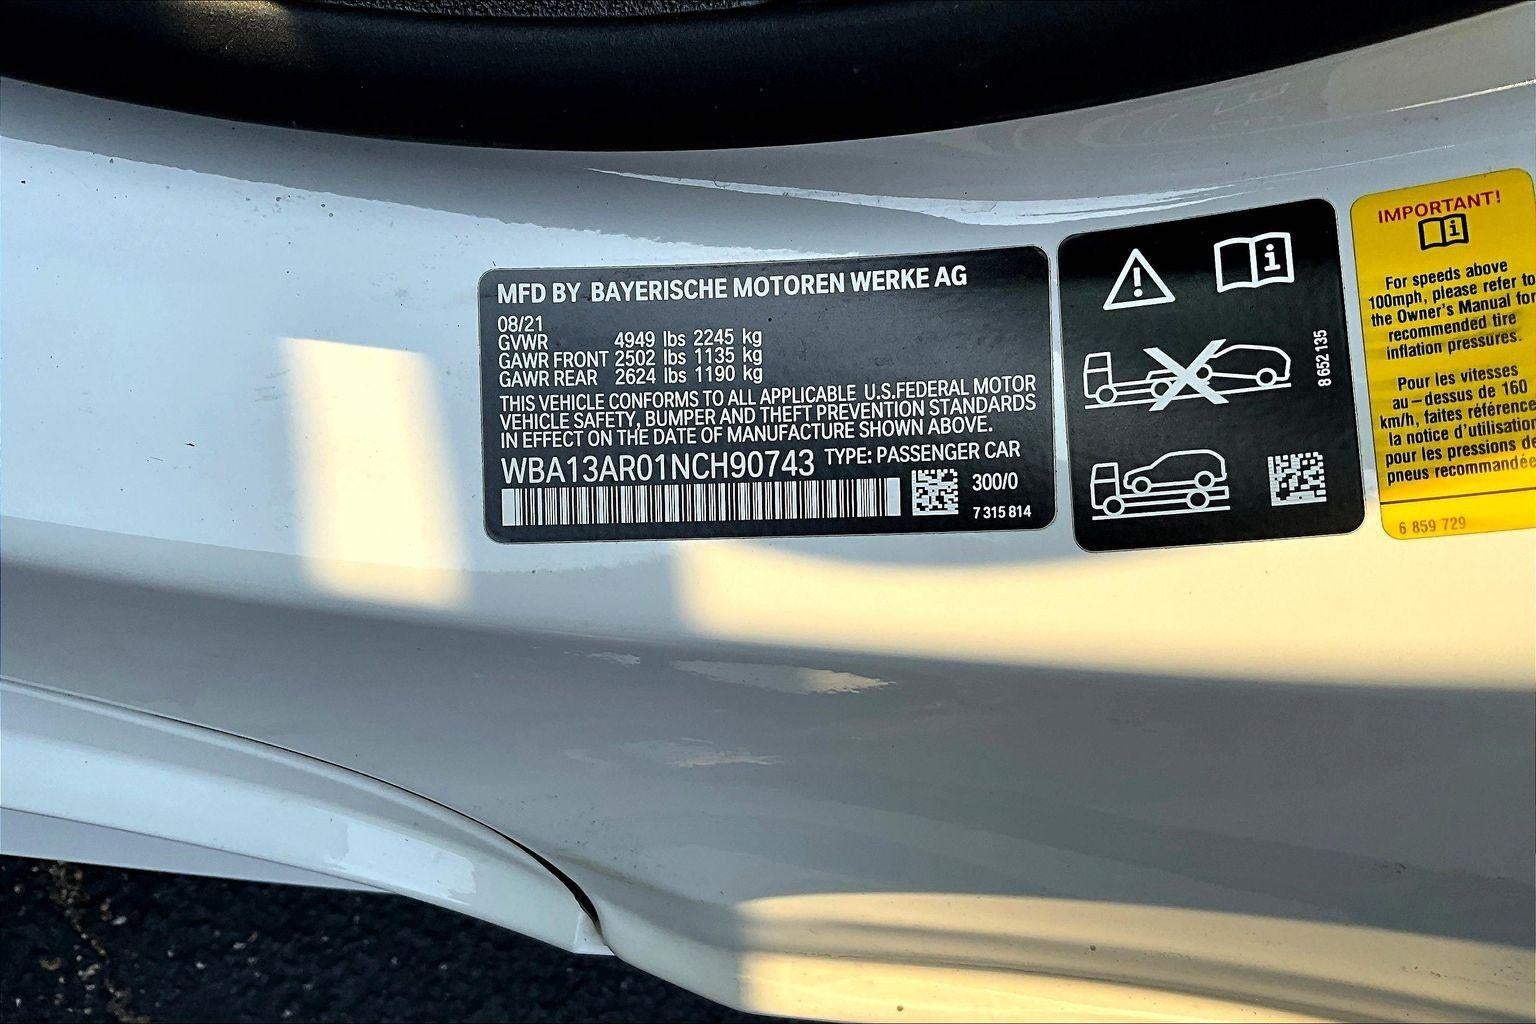 MFD BY BAYERISCHE MOTOREN WERKE AG
08/21
GVWR 4949 lbs 2245 kg
GAWR FRONT 2502 lbs 1135 kg
GAWR REAR 2624 lbs 1190 kg
THIS VEHICLE CONFORMS TO ALL APPLICABLE U.S.FEDERAL MOTOR
VEHICLE SAFETY, BUMPER AND THEFT PREVENTION STANDARDS
IN EFFECT ON THE DATE OF MANUFACTURE SHOWN ABOVE.
WBA13AR01NCH90743 TYPE: PASSENGER CAR
300/0
7 315 814
8 652 135
IMPORTANT!
For speeds above
100mph, please refer to
the Owner's Manual for
recommended tire
inflation pressures.
Pour les vitesses
au-dessus de 160
km/h, faites référence
la notice d'utilisation
pour les pressions de
pneus recommandée
6 859 729